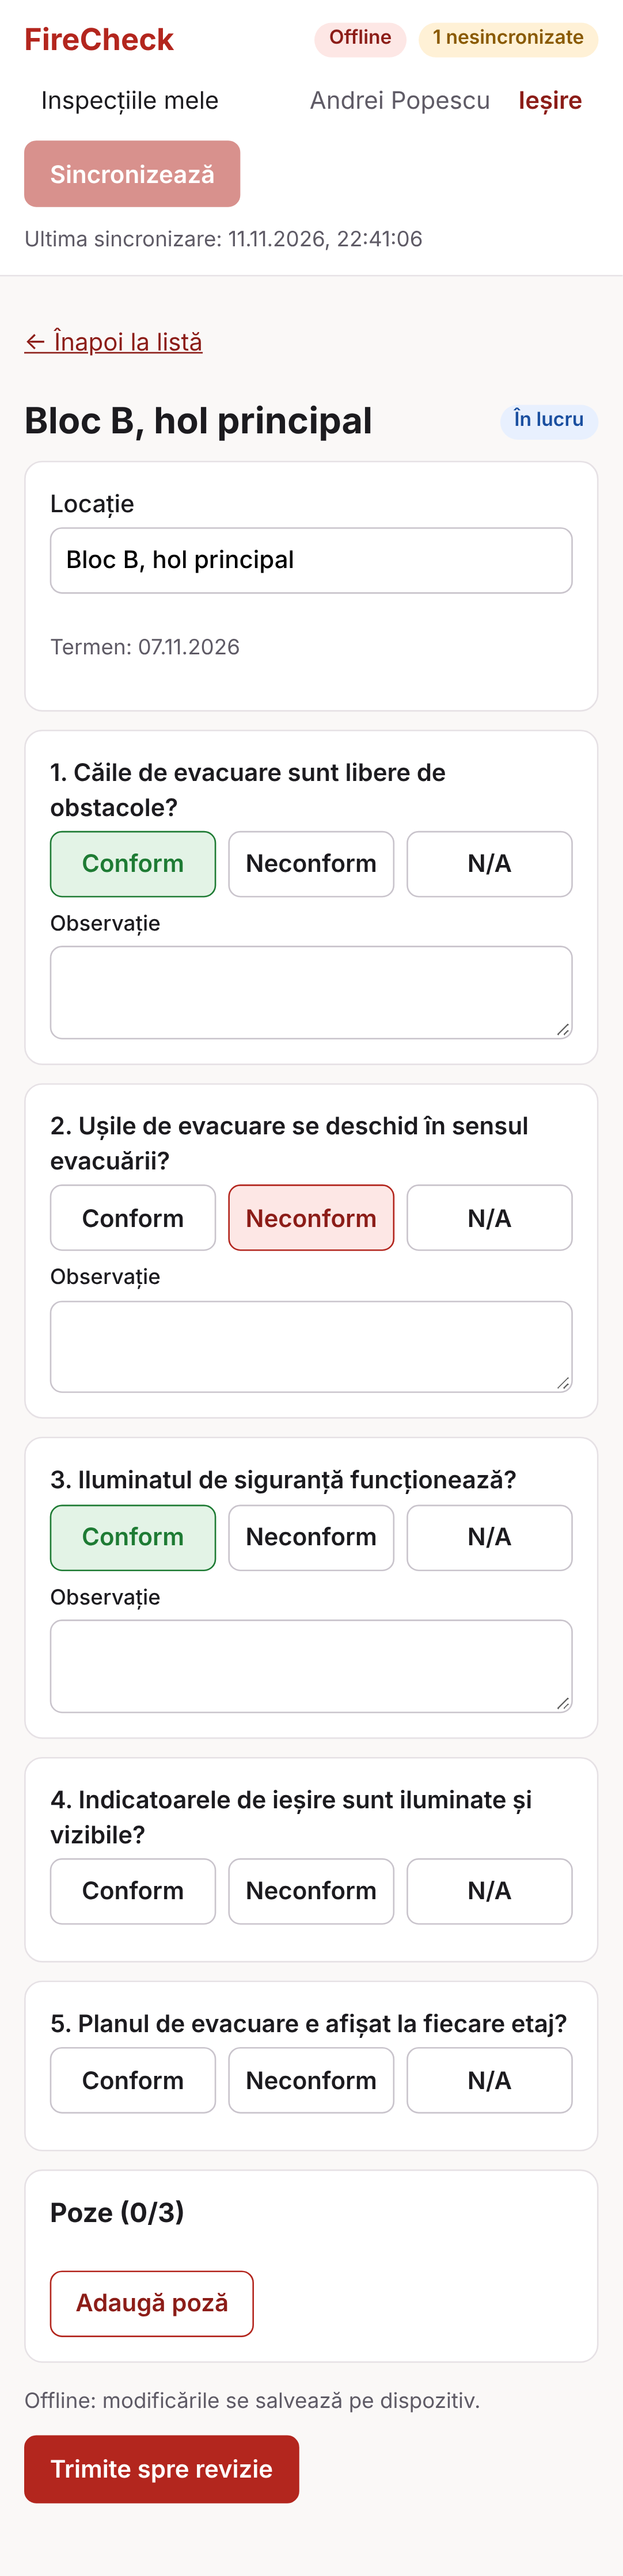 FireCheck
Offline
1 nesincronizate
Inspecțiile mele
Andrei Popescu
Ieșire
Sincronizează
Ultima sincronizare: 11.11.2026, 22:41:06
← Înapoi la listă
Bloc B, hol principal
În lucru
Locație
Bloc B, hol principal
Termen: 07.11.2026
1. Căile de evacuare sunt libere de
obstacole?
Conform
Neconform
N/A
Observație
2. Ușile de evacuare se deschid în sensul
evacuării?
Conform
Neconform
N/A
Observație
3. Iluminatul de siguranță funcționează?
Conform
Neconform
N/A
Observație
4. Indicatoarele de ieșire sunt iluminate și
vizibile?
Conform
Neconform
N/A
5. Planul de evacuare e afișat la fiecare etaj?
Conform
Neconform
N/A
Poze (0/3)
Adaugă poză
Offline: modificările se salvează pe dispozitiv.
Trimite spre revizie